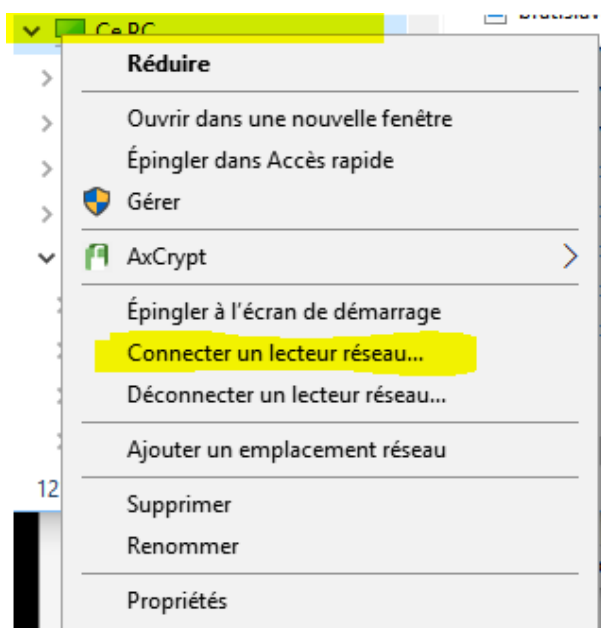 Ce PC
Réduire
Ouvrir dans une nouvelle fenêtre
Épingler dans Accès rapide
Gérer
AxCrypt
Épingler à l'écran de démarrage
Connecter un lecteur réseau...
Déconnecter un lecteur réseau...
Ajouter un emplacement réseau
12
Supprimer
Renommer
Propriétés